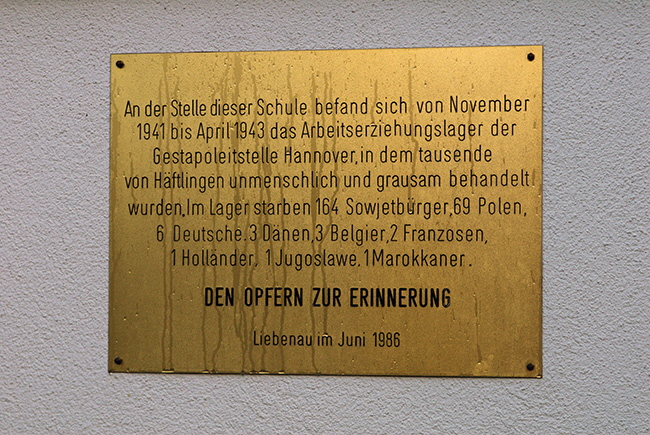 An der Stelle dieser Schule befand sich von November
1941 bis April 1943 das Arbeitserziehungslager der
Gestapoleitstelle Hannover, in dem tausende
von Häftlingen unmenschlich und grausam behandelt
wurden. Im Lager starben 164 Sowjetbürger, 69 Polen,
6 Deutsche. 3 Dänen, 3 Belgier, 2 Franzosen,
1 Holländer, 1 Jugoslawe. 1 Marokkaner.
DEN OPFERN ZUR ERINNERUNG
Liebenau im Juni 1986